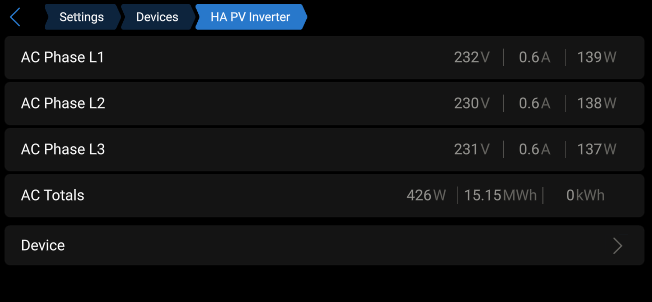 Settings Devices HA PV Inverter
AC Phase L1 232V 0.6A 139W
AC Phase L2 230V 0.6A 138W
AC Phase L3 231V 0.6A 137W
AC Totals 426W 15.15MWh 0kWh
Device